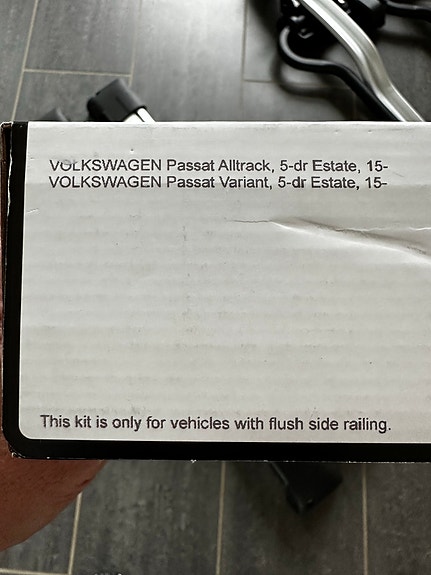 VOLKSWAGEN Passat Alltrack, 5-dr Estate, 15-
VOLKSWAGEN Passat Variant, 5-dr Estate, 15-
This kit is only for vehicles with flush side railing.